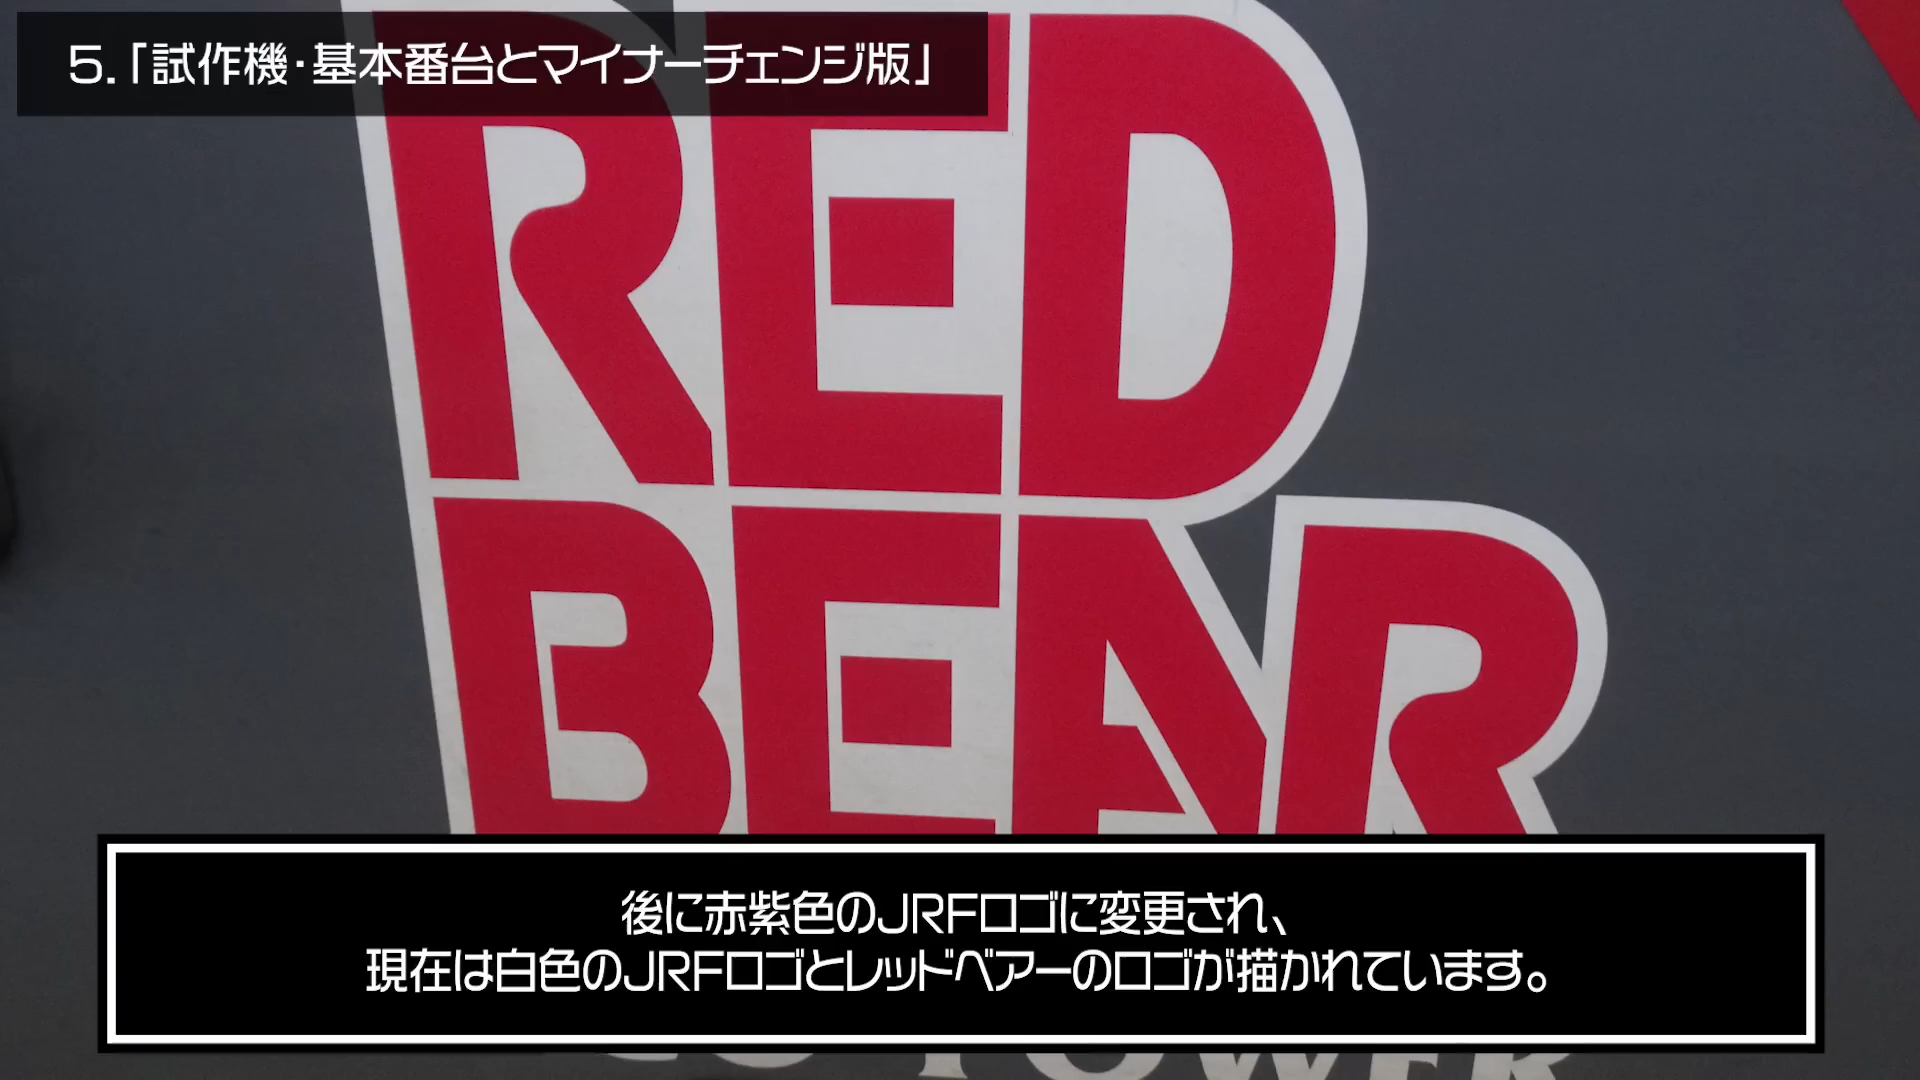 5.「試作機・基本番台とマイナーチェンジ版」
RED
BEAR
後に赤紫色のJRFロゴに変更され、
現在は白色のJRFロゴとレッドベアーのロゴが描かれています。
POWER